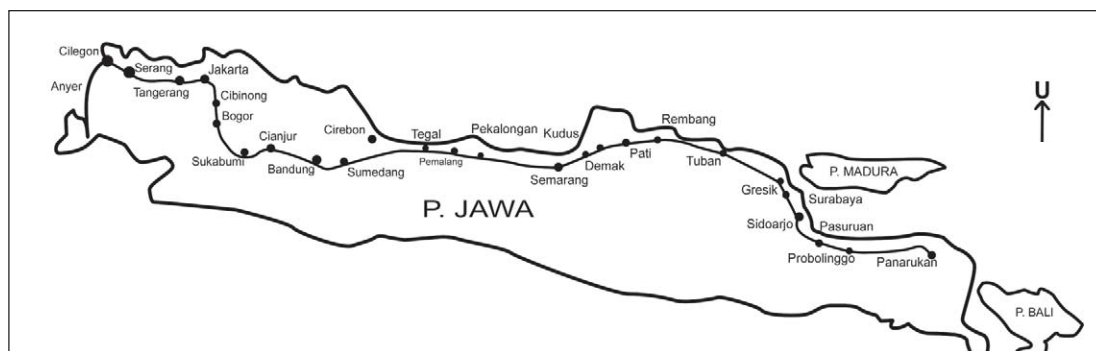 Cilegon
Serang
Jakarta
Anyer
Tangerang
Cibinong
Bogor
Cianjur
Sukabumi
Bandung
Sumedang
Cirebon
Tegal
Pemalang
Pekalongan
Semarang
Kudus
Demak
Pati
Rembang
Tuban
Gresik
Surabaya
Sidoarjo
Pasuruan
Probolinggo
Panarukan
P. JAWA
P. MADURA
P. BALI
U